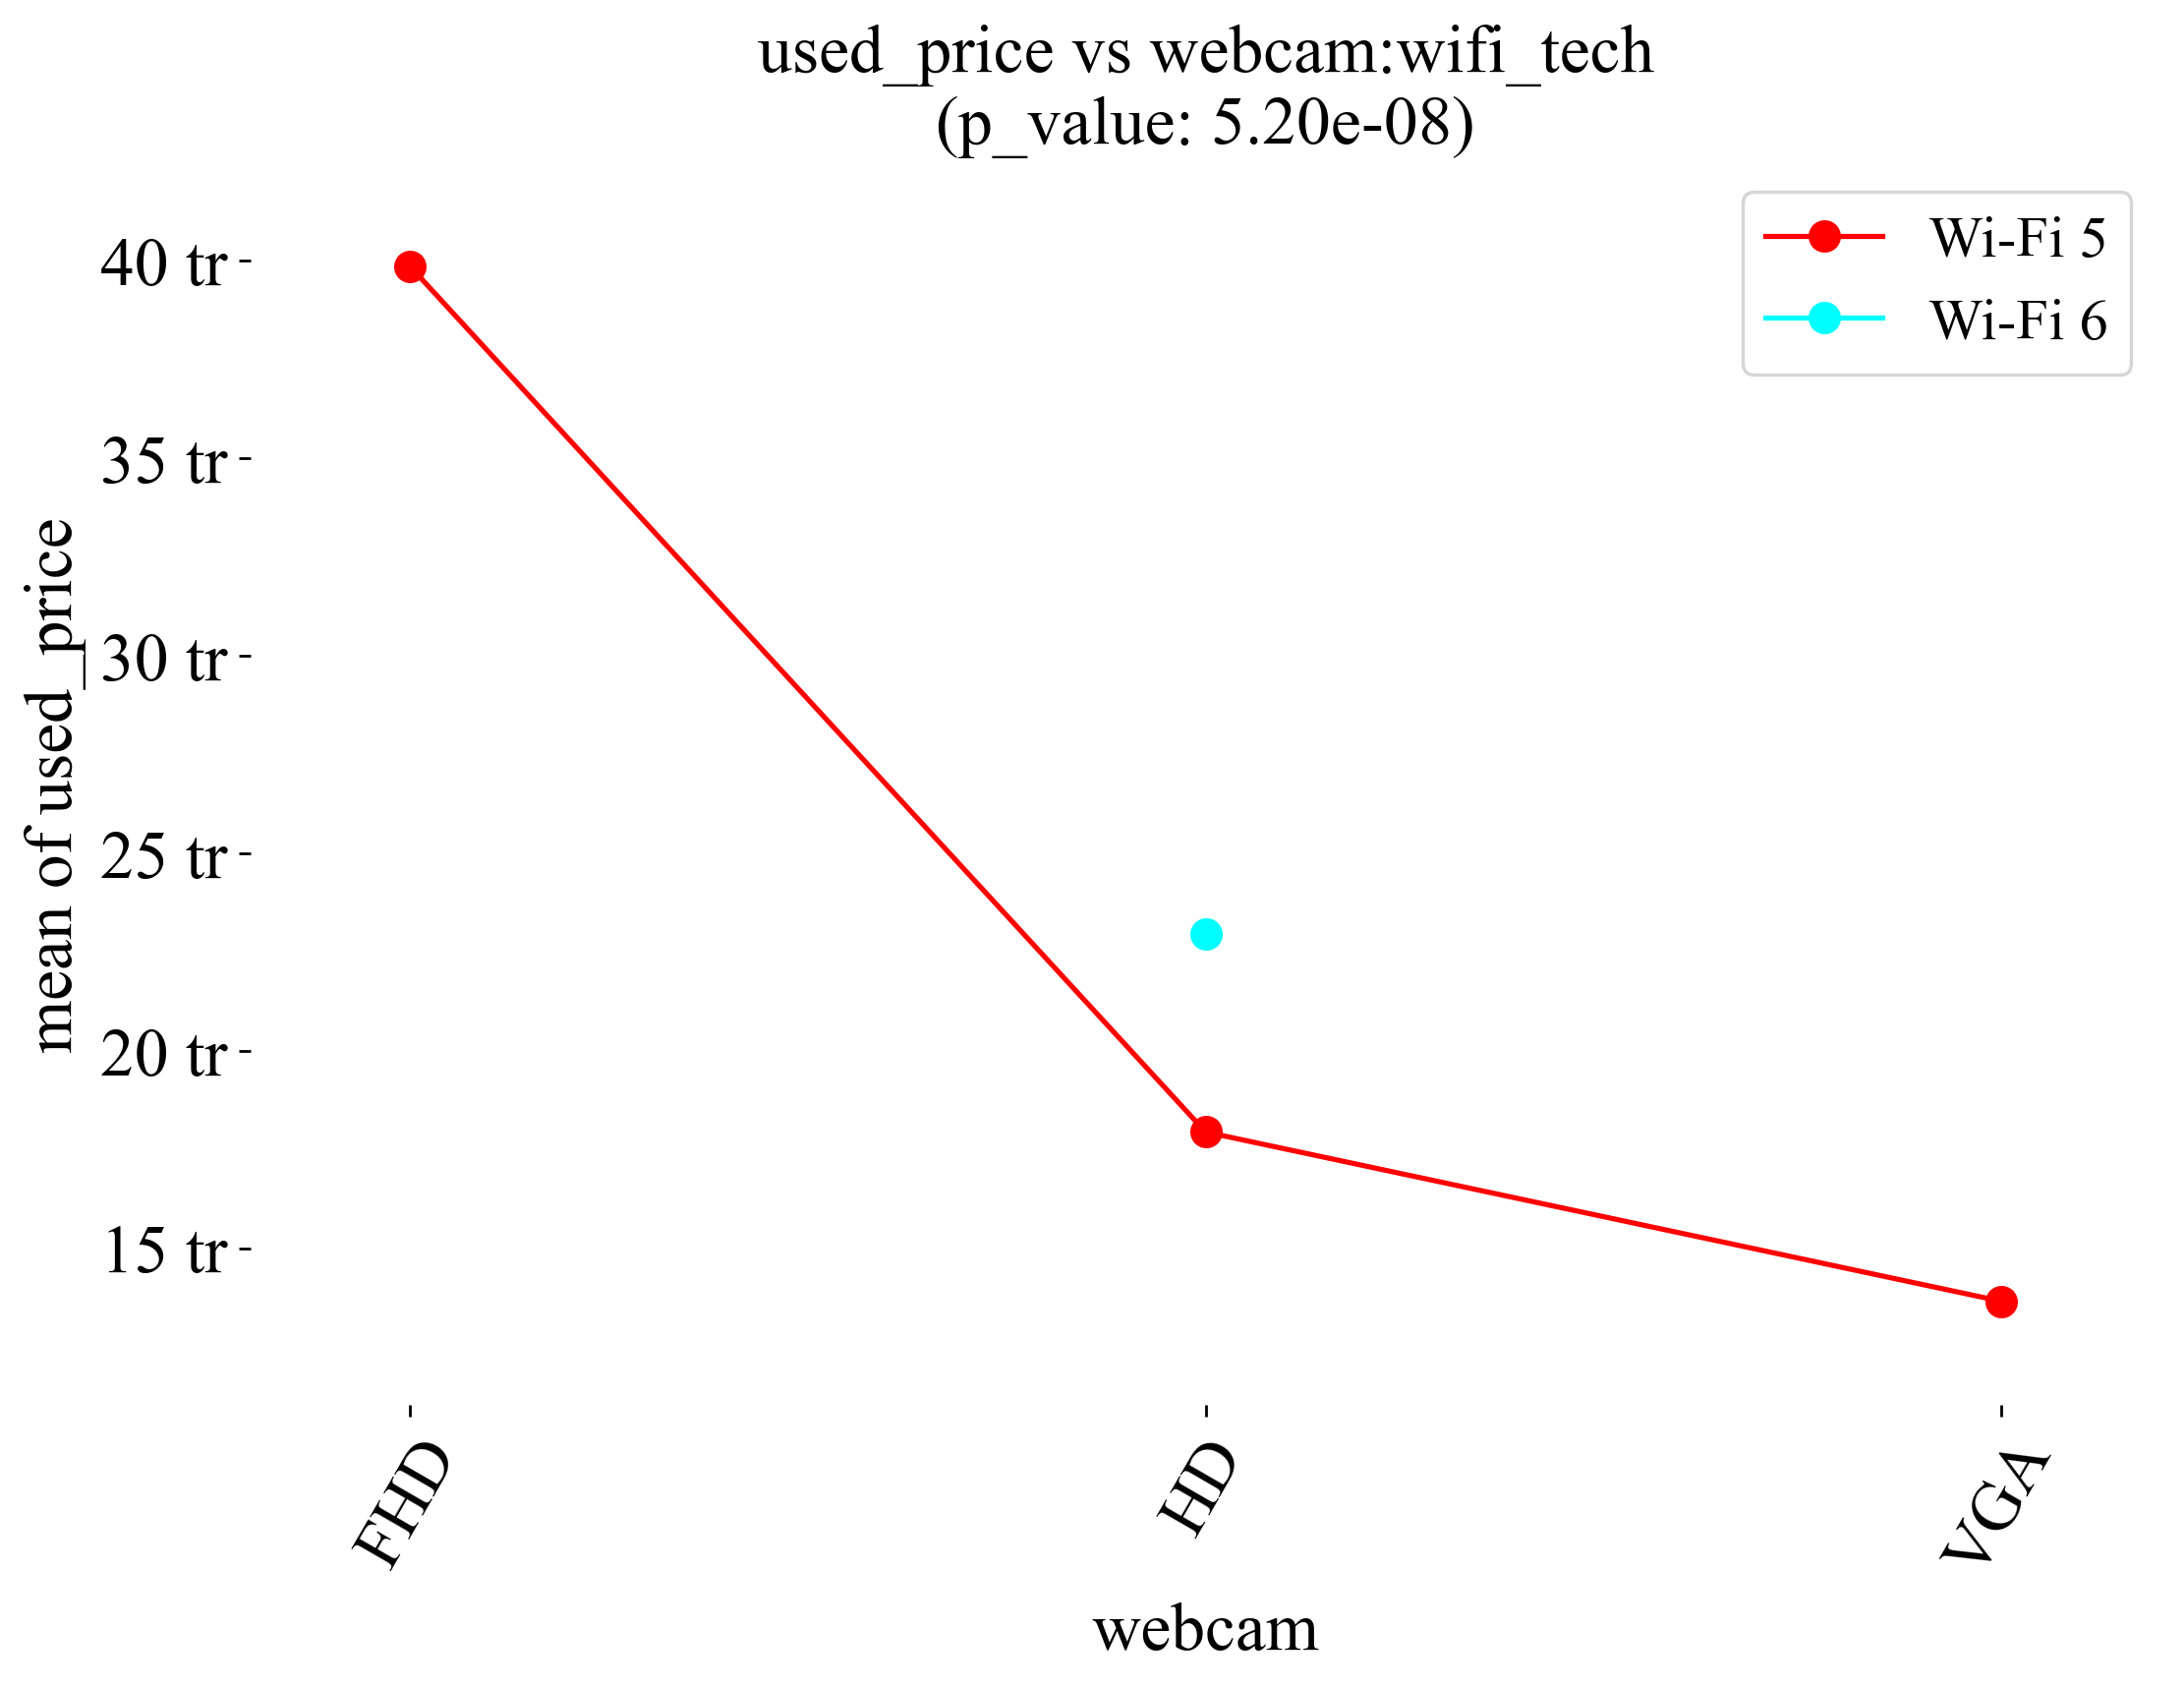 used_price vs webcam:wifi_tech
(p_value: 5.20e-08)
Wi-Fi 5
Wi-Fi 6
mean of used_price
40 tr
35 tr
30 tr
25 tr
20 tr
15 tr
FHD
HD
VGA
webcam